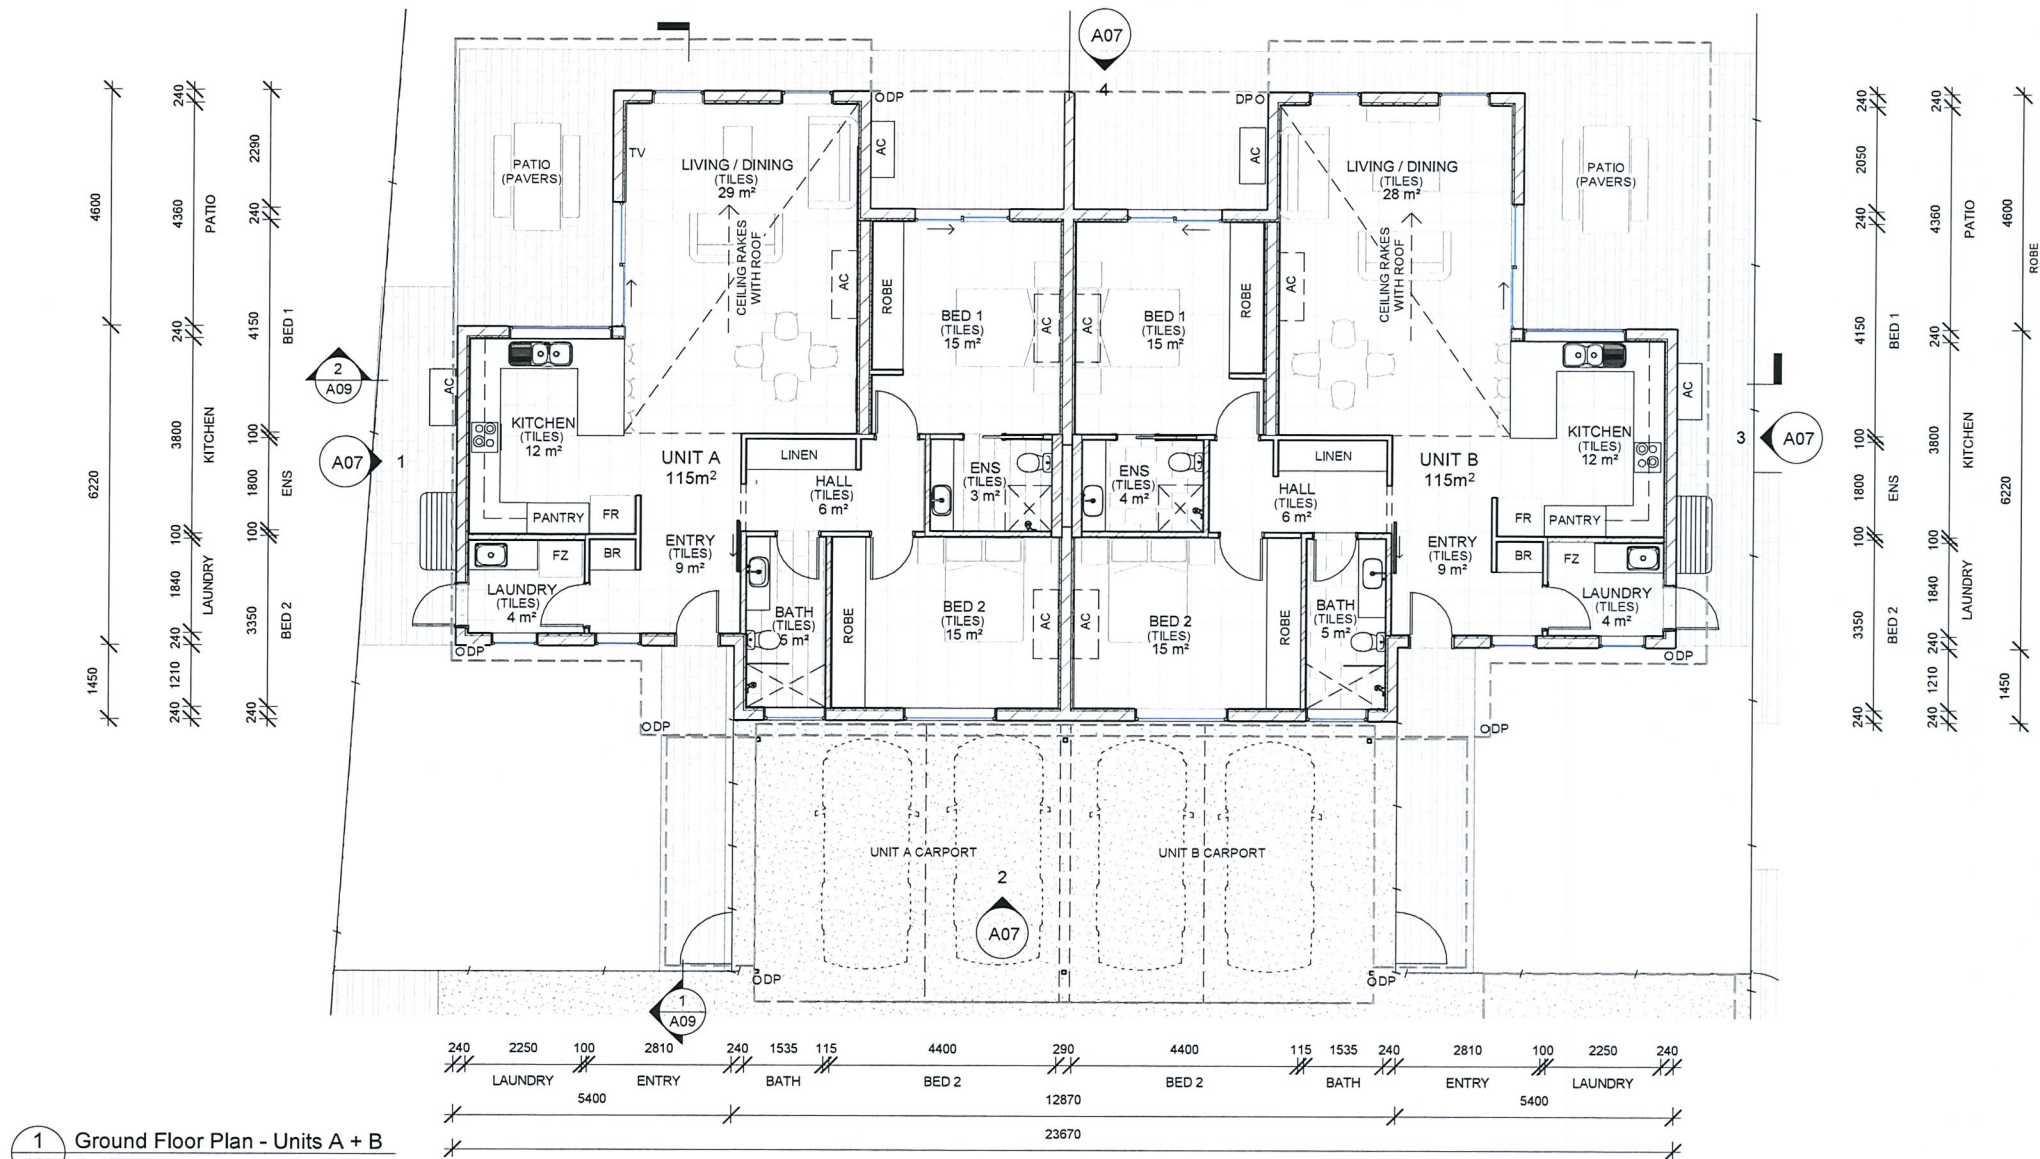 A07
4
DP
DP
AC
AC
TV
LIVING / DINING
(TILES)
29 m²
CEILING RAKES
WITH ROOF
PATIO
(PAVERS)
AC
ROBE
BED 1
(TILES)
15 m²
AC
AC
BED 1
(TILES)
15 m²
ROBE
AC
LIVING / DINING
(TILES)
28 m²
CEILING RAKES
WITH ROOF
PATIO
(PAVERS)
2
A09
A07
1
AC
KITCHEN
(TILES)
12 m²
PANTRY
FR
UNIT A
115m²
LINEN
HALL
(TILES)
6 m²
ENS
(TILES)
3 m²
ENS
(TILES)
4 m²
LINEN
HALL
(TILES)
6 m²
UNIT B
115m²
KITCHEN
(TILES)
12 m²
FR
PANTRY
AC
3
A07
FZ
BR
LAUNDRY
(TILES)
4 m²
ENTRY
(TILES)
9 m²
BATH
(TILES)
5 m²
ROBE
BED 2
(TILES)
15 m²
AC
AC
BED 2
(TILES)
15 m²
ROBE
BATH
(TILES)
5 m²
ENTRY
(TILES)
9 m²
BR
FZ
LAUNDRY
(TILES)
4 m²
DP
DP
DP
DP
UNIT A CARPORT
UNIT B CARPORT
2
A07
DP
DP
1
A09
4600
6220
1450
240
4360
240
3800
100
1840
240
1210
240
PATIO
KITCHEN
LAUNDRY
2290
240
4150
100
1800
100
3350
240
BED 1
ENS
BED 2
240
2050
240
4150
100
1800
100
3350
240
BED 1
ENS
BED 2
240
4360
240
3800
100
1840
240
1210
240
PATIO
KITCHEN
LAUNDRY
4600
6220
1450
ROBE
240 2250 100 2810 240 1535 115 4400 290 4400 115 1535 240 2810 100 2250 240
LAUNDRY ENTRY BATH BED 2 BED 2 BATH ENTRY LAUNDRY
5400 12870 5400
23670
1 Ground Floor Plan - Units A + B